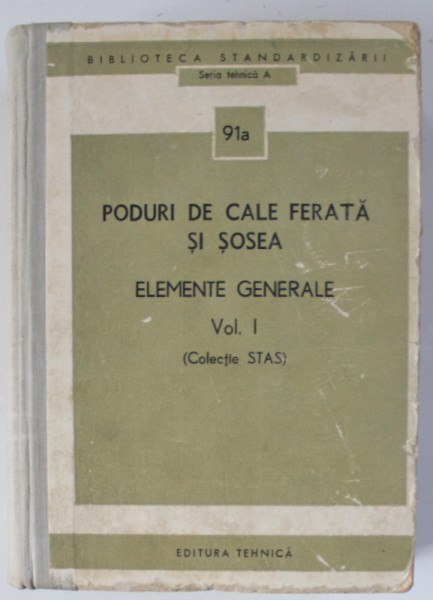 BIBLIOTECA STANDARDIZĂRII
Seria tehnică A
91a
PODURI DE CALE FERATĂ
ȘI ȘOSEA
ELEMENTE GENERALE
Vol. I
(Colecție STAS)
EDITURA TEHNICĂ